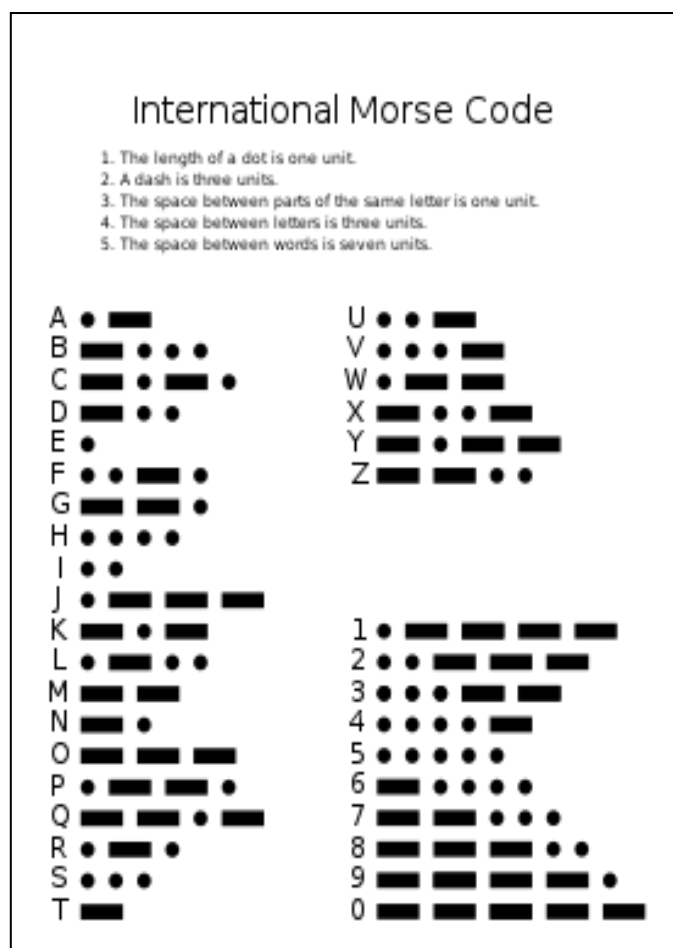 International Morse Code
1. The length of a dot is one unit.
2. A dash is three units.
3. The space between parts of the same letter is one unit.
4. The space between letters is three units.
5. The space between words is seven units.
A
B
C
D
E
F
G
H
I
J
K
L
M
N
O
P
Q
R
S
T
U
V
W
X
Y
Z
1
2
3
4
5
6
7
8
9
0